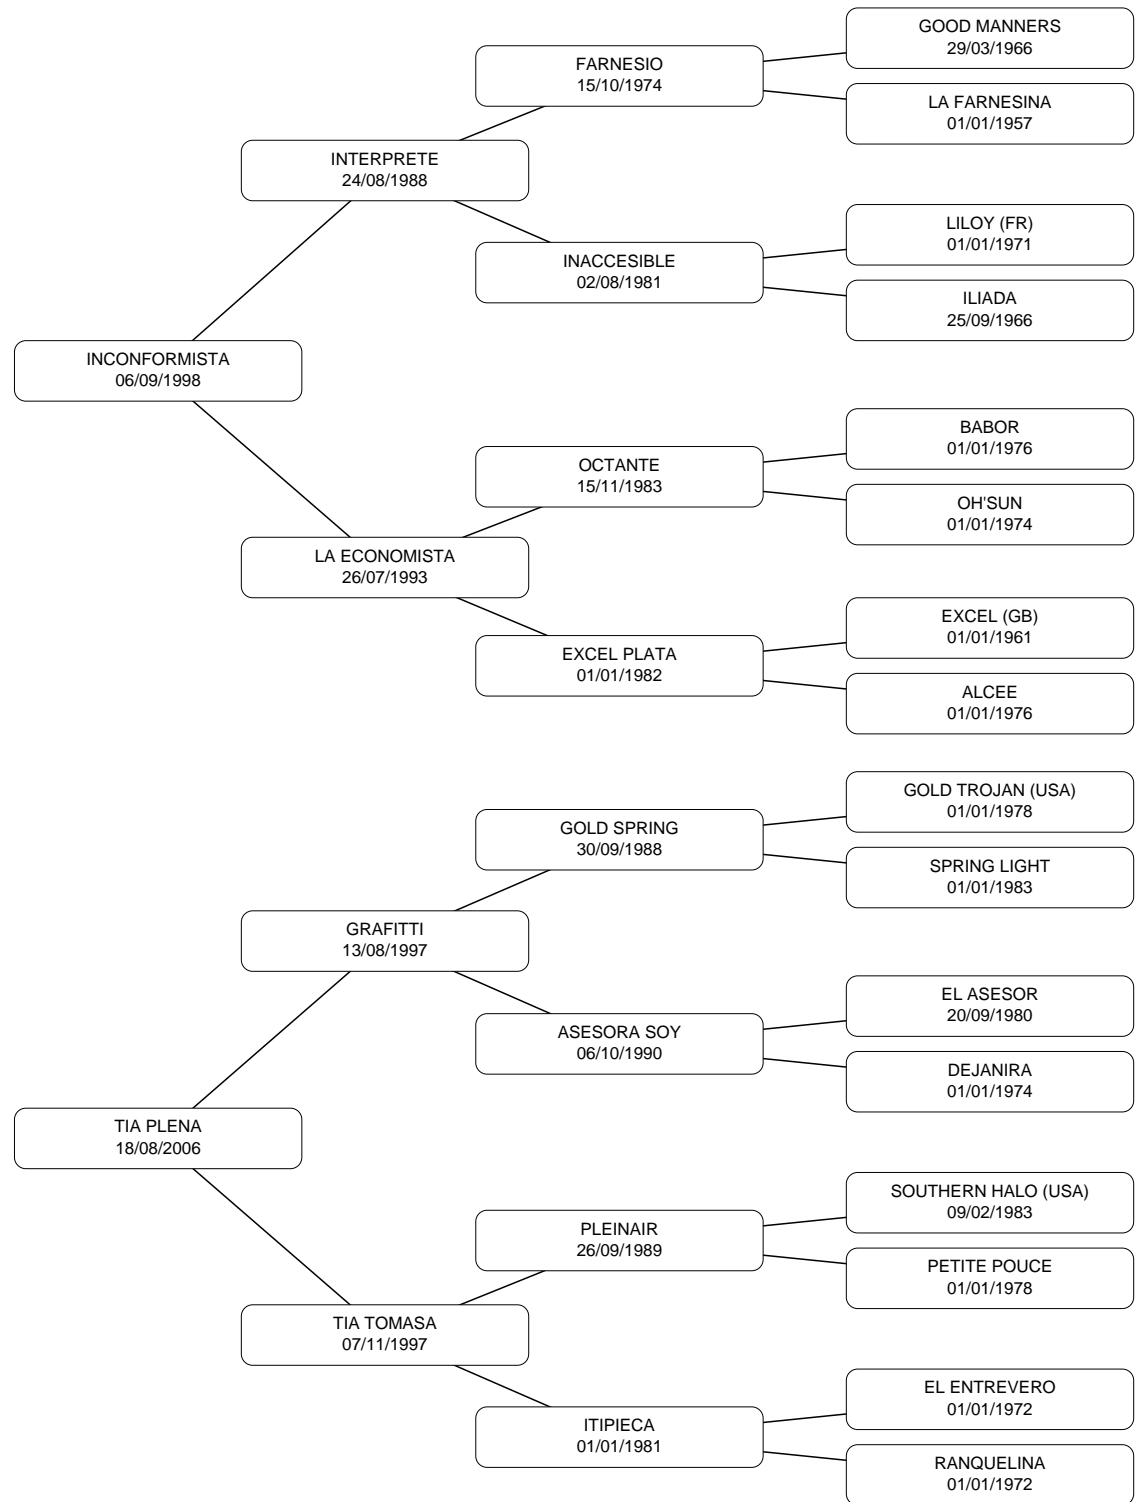 GOOD MANNERS
29/03/1966
FARNESIO
15/10/1974
LA FARNESINA
01/01/1957
INTERPRETE
24/08/1988
LILOY (FR)
01/01/1971
INACCESIBLE
02/08/1981
ILIADA
25/09/1966
INCONFORMISTA
06/09/1998
BABOR
01/01/1976
OCTANTE
15/11/1983
OH'SUN
01/01/1974
LA ECONOMISTA
26/07/1993
EXCEL (GB)
01/01/1961
EXCEL PLATA
01/01/1982
ALCEE
01/01/1976
GOLD TROJAN (USA)
01/01/1978
GOLD SPRING
30/09/1988
SPRING LIGHT
01/01/1983
GRAFITTI
13/08/1997
EL ASESOR
20/09/1980
ASESORA SOY
06/10/1990
DEJANIRA
01/01/1974
TIA PLENA
18/08/2006
SOUTHERN HALO (USA)
09/02/1983
PLEINAIR
26/09/1989
PETITE POUCE
01/01/1978
TIA TOMASA
07/11/1997
EL ENTREVERO
01/01/1972
ITIPIECA
01/01/1981
RANQUELINA
01/01/1972